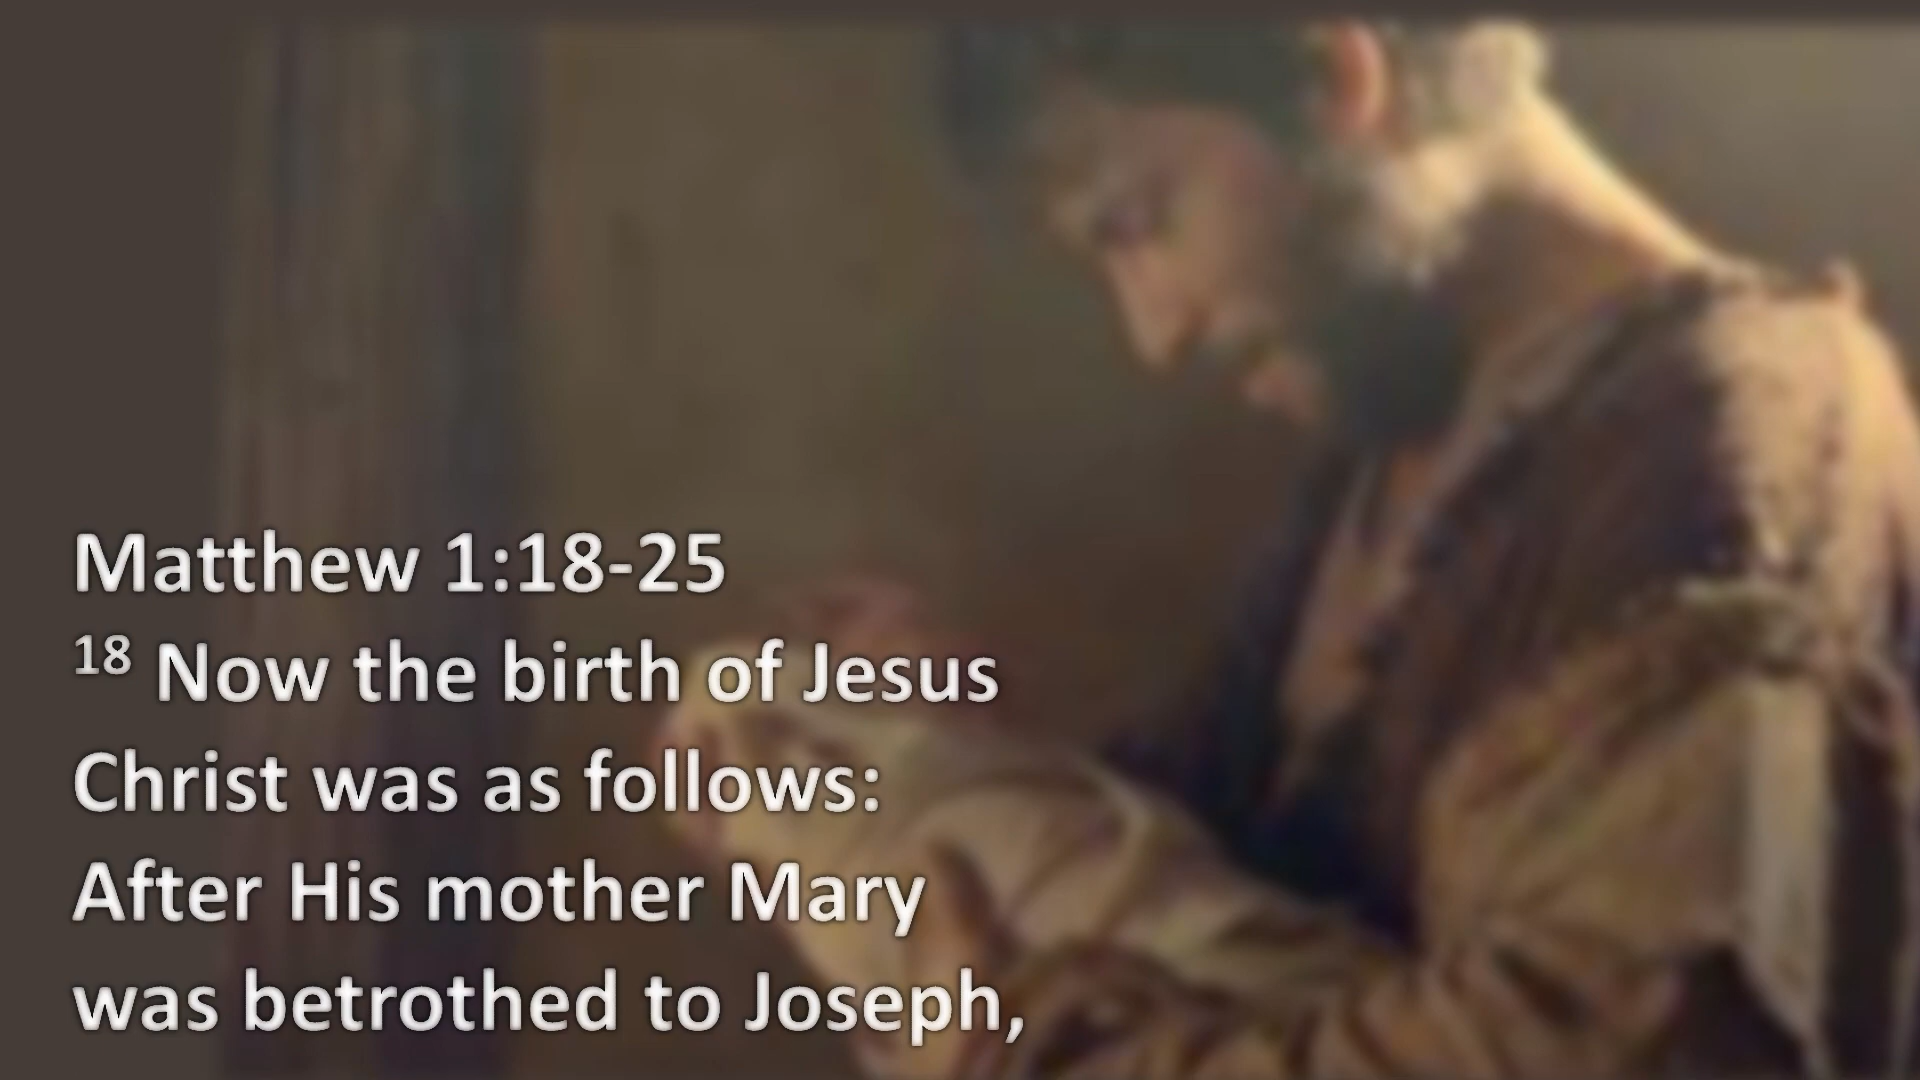 Matthew 1:18-25
18 Now the birth of Jesus
Christ was as follows:
After His mother Mary
was betrothed to Joseph,